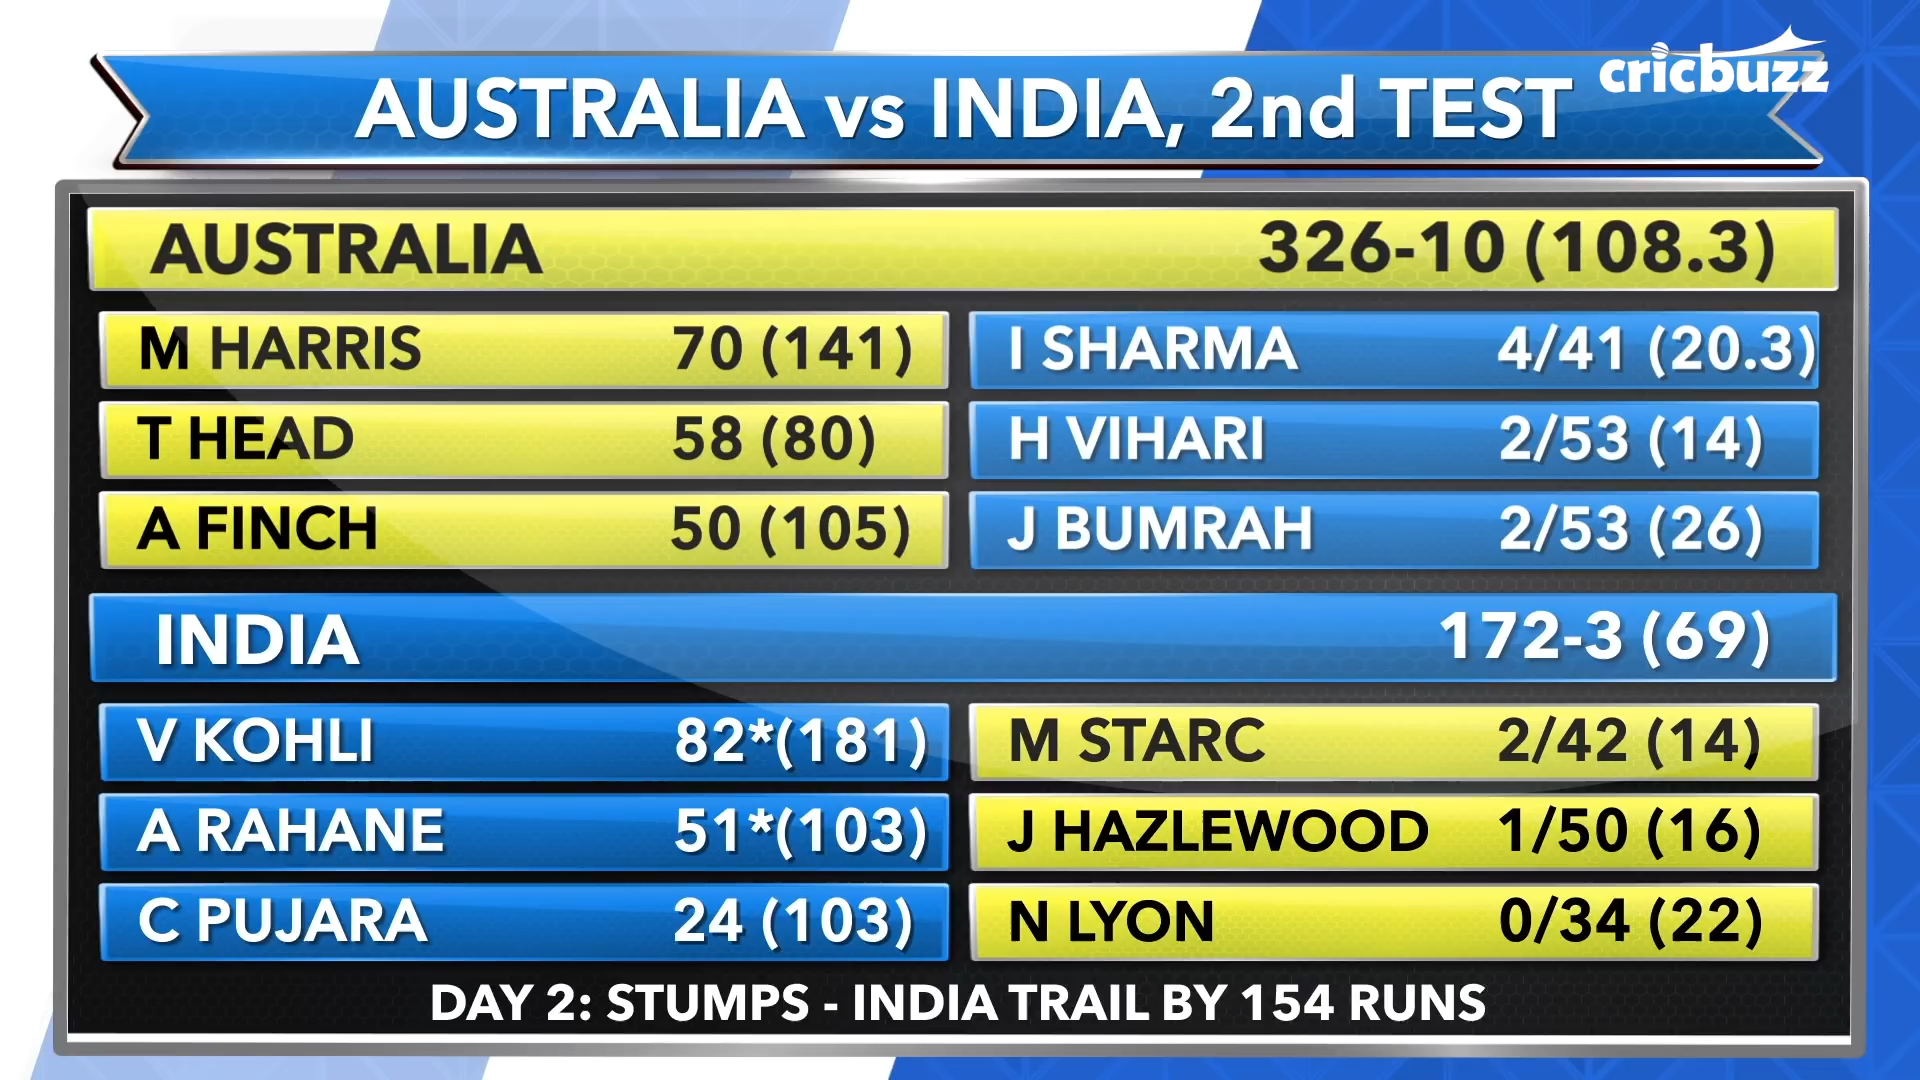 cricbuzz
AUSTRALIA vs INDIA, 2nd TEST
AUSTRALIA 326-10 (108.3)
M HARRIS 70 (141) I SHARMA 4/41 (20.3)
T HEAD 58 (80) H VIHARI 2/53 (14)
A FINCH 50 (105) J BUMRAH 2/53 (26)
INDIA 172-3 (69)
V KOHLI 82*(181) M STARC 2/42 (14)
A RAHANE 51*(103) J HAZLEWOOD 1/50 (16)
C PUJARA 24 (103) N LYON 0/34 (22)
DAY 2: STUMPS - INDIA TRAIL BY 154 RUNS